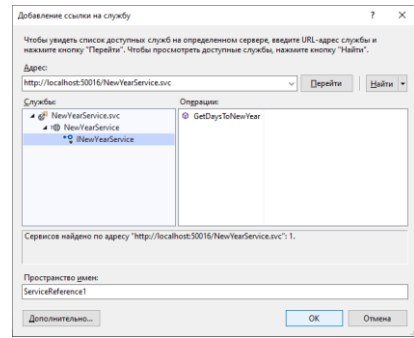 Добавление ссылки на службу
? ×
Чтобы увидеть список доступных служб на определенном сервере, введите URL-адрес службы и
нажмите кнопку "Перейти". Чтобы просмотреть доступные службы, нажмите кнопку "Найти".
Адрес:
http://localhost:50016/NewYearService.svc
Перейти
Найти
Службы:
Операции:
NewYearService.svc
NewYearService
INewYearService
GetDaysToNewYear
Сервисов найдено по адресу "http://localhost:50016/NewYearService.svc": 1.
Пространство имен:
ServiceReference1
Дополнительно...
OK
Отмена